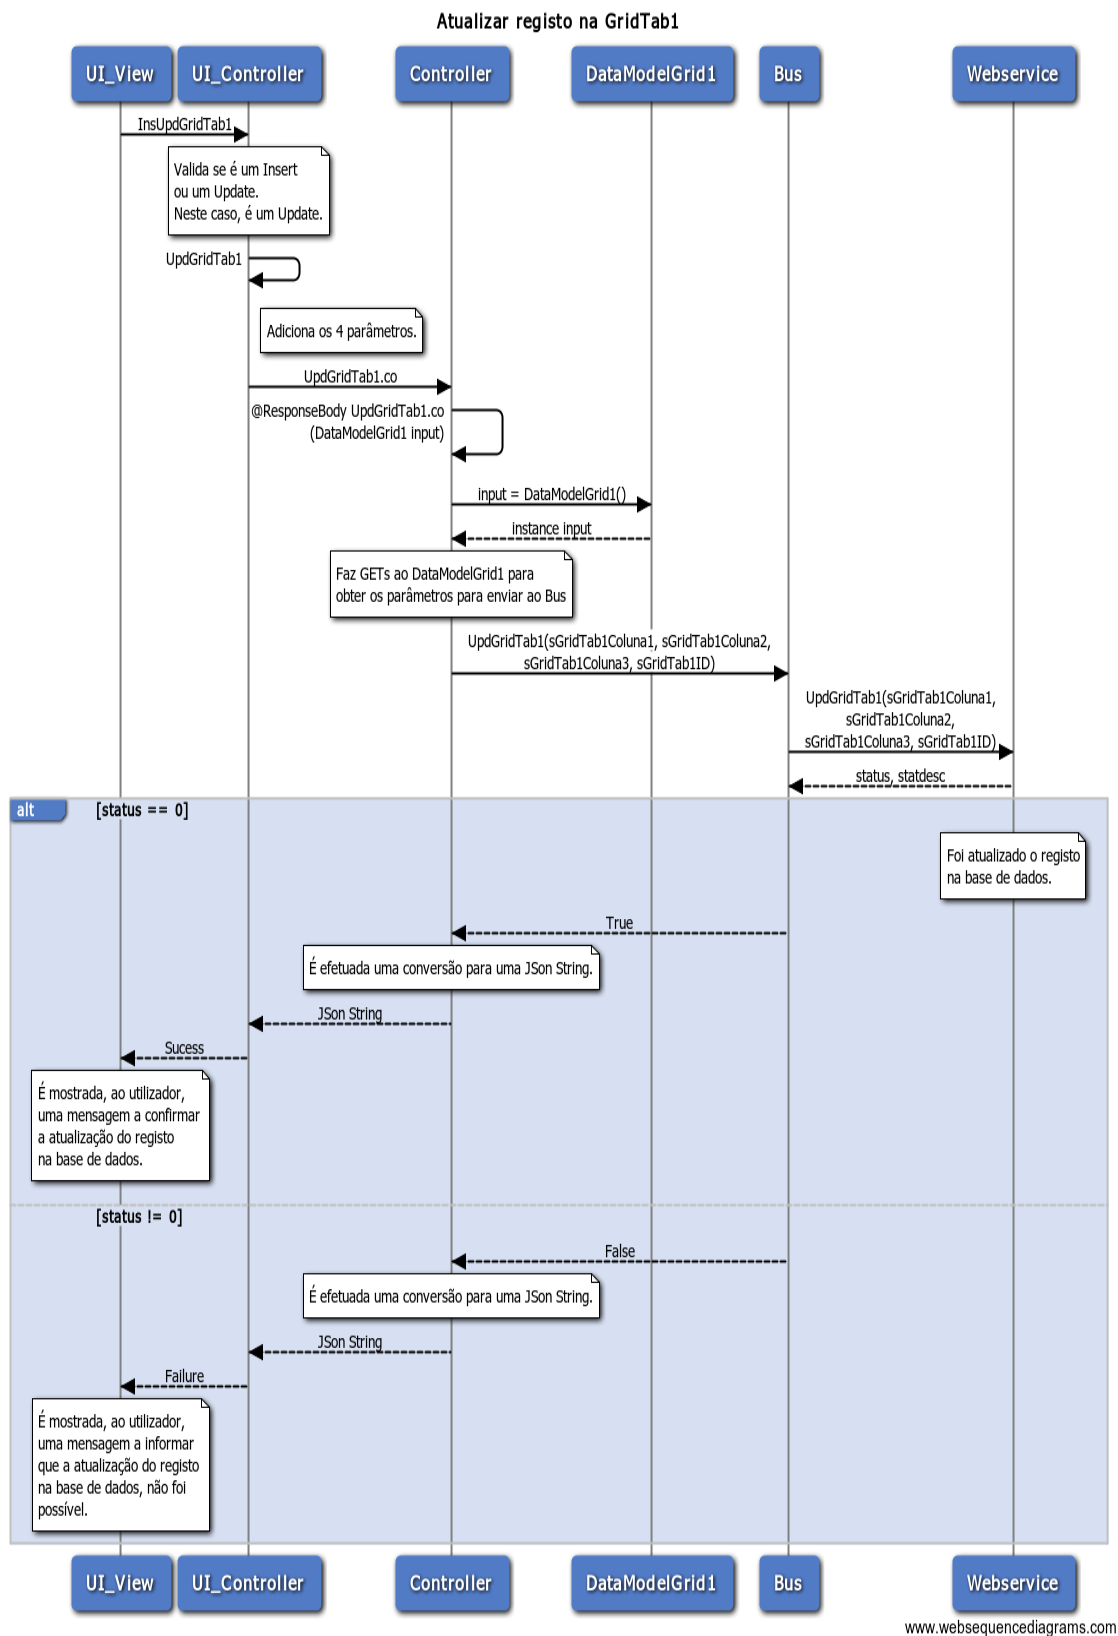 Atualizar registo na GridTab1
UI_View
UI_Controller
Controller
DataModelGrid1
Bus
Webservice
InsUpdGridTab1
Valida se é um Insert
ou um Update.
Neste caso, é um Update.
UpdGridTab1
Adiciona os 4 parâmetros.
UpdGridTab1.co
@ResponseBody UpdGridTab1.co
(DataModelGrid1 input)
input = DataModelGrid1()
instance input
Faz GETs ao DataModelGrid1 para
obter os parâmetros para enviar ao Bus
UpdGridTab1(sGridTab1Coluna1, sGridTab1Coluna2,
sGridTab1Coluna3, sGridTab1ID)
UpdGridTab1(sGridTab1Coluna1,
sGridTab1Coluna2,
sGridTab1Coluna3, sGridTab1ID)
status, statdesc
alt
[status == 0]
Foi atualizado o registo
na base de dados.
True
É efetuada uma conversão para uma JSon String.
JSon String
Sucess
É mostrada, ao utilizador,
uma mensagem a confirmar
a atualização do registo
na base de dados.
[status != 0]
False
É efetuada uma conversão para uma JSon String.
JSon String
Failure
É mostrada, ao utilizador,
uma mensagem a informar
que a atualização do registo
na base de dados, não foi
possível.
UI_View
UI_Controller
Controller
DataModelGrid1
Bus
Webservice
www.websequencediagrams.com